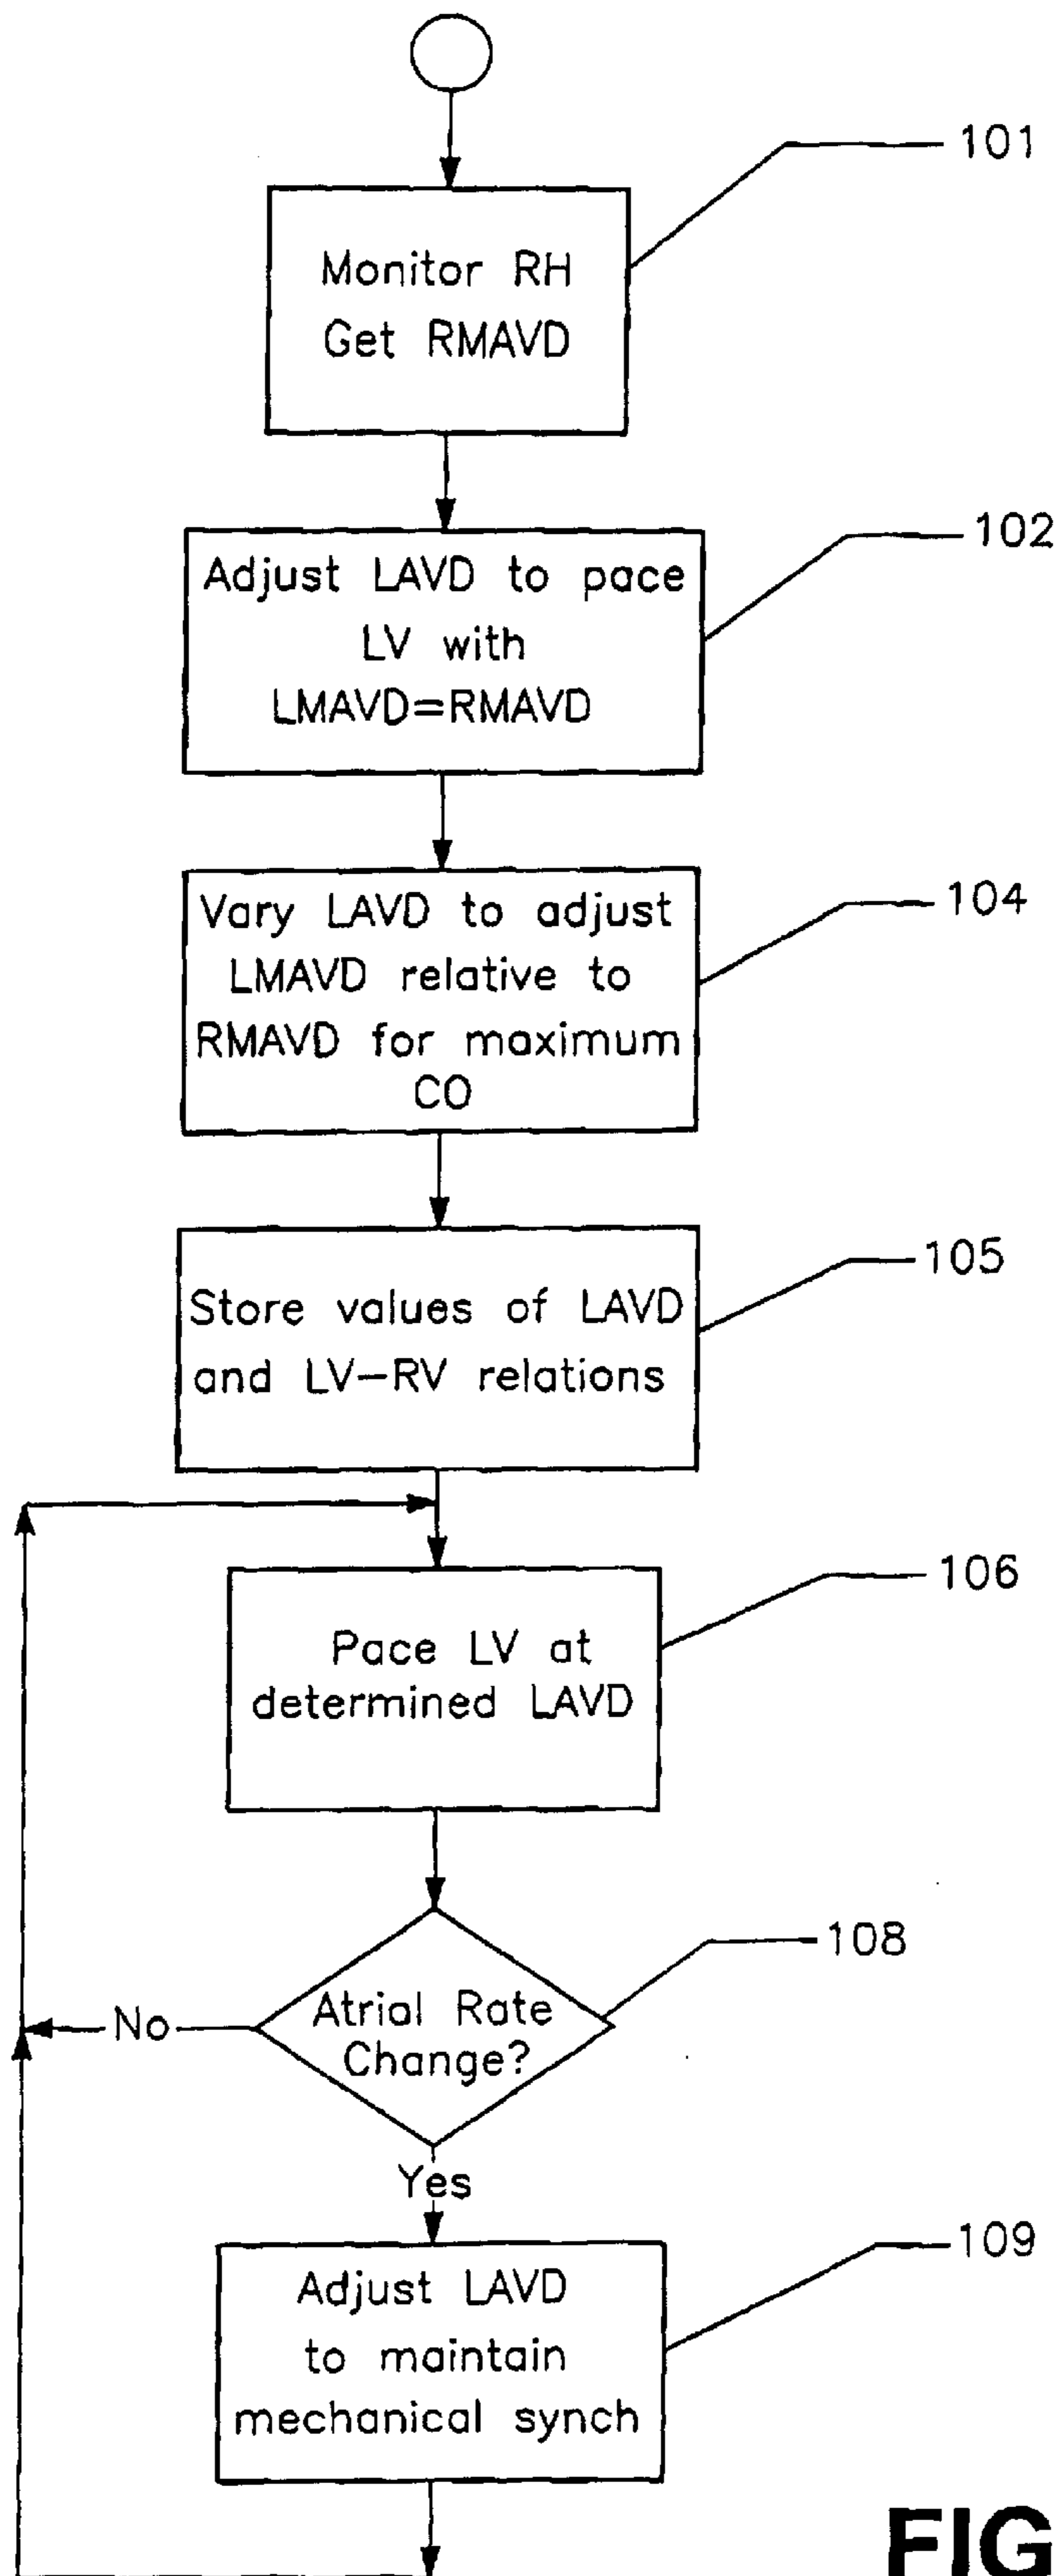 101
Monitor RH
Get RMAVD
102
Adjust LAVD to pace
LV with
LMAVD=RMAVD
104
Vary LAVD to adjust
LMAVD relative to
RMAVD for maximum
CO
105
Store values of LAVD
and LV-RV relations
106
Pace LV at
determined LAVD
108
Atrial Rate
Change?
No
Yes
109
Adjust LAVD
to maintain
mechanical synch
FIG